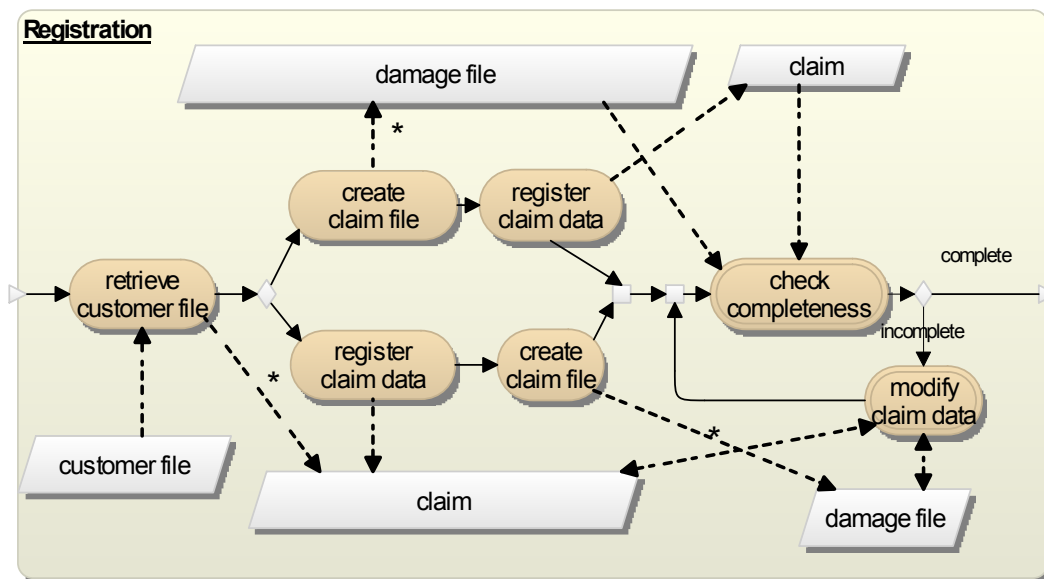 Registration
damage file
claim
*
create
claim file
register
claim data
retrieve
customer file
check
completeness
complete
incomplete
register
claim data
create
claim file
modify
claim data
*
*
customer file
claim
damage file